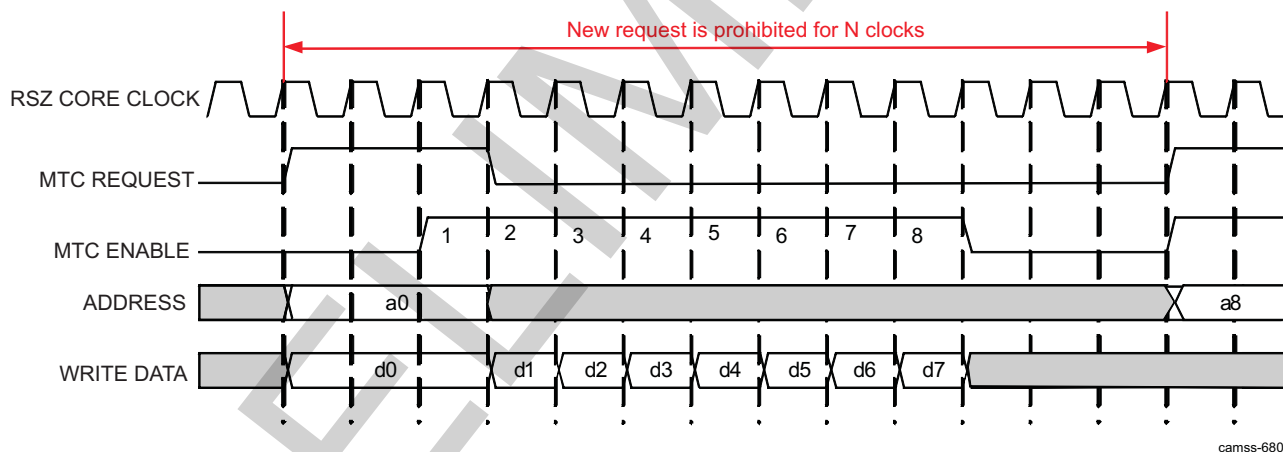 New request is prohibited for N clocks
RSZ CORE CLOCK
MTC REQUEST
MTC ENABLE 1 2 3 4 5 6 7 8
ADDRESS a0 a8
WRITE DATA d0 d1 d2 d3 d4 d5 d6 d7
camss-680